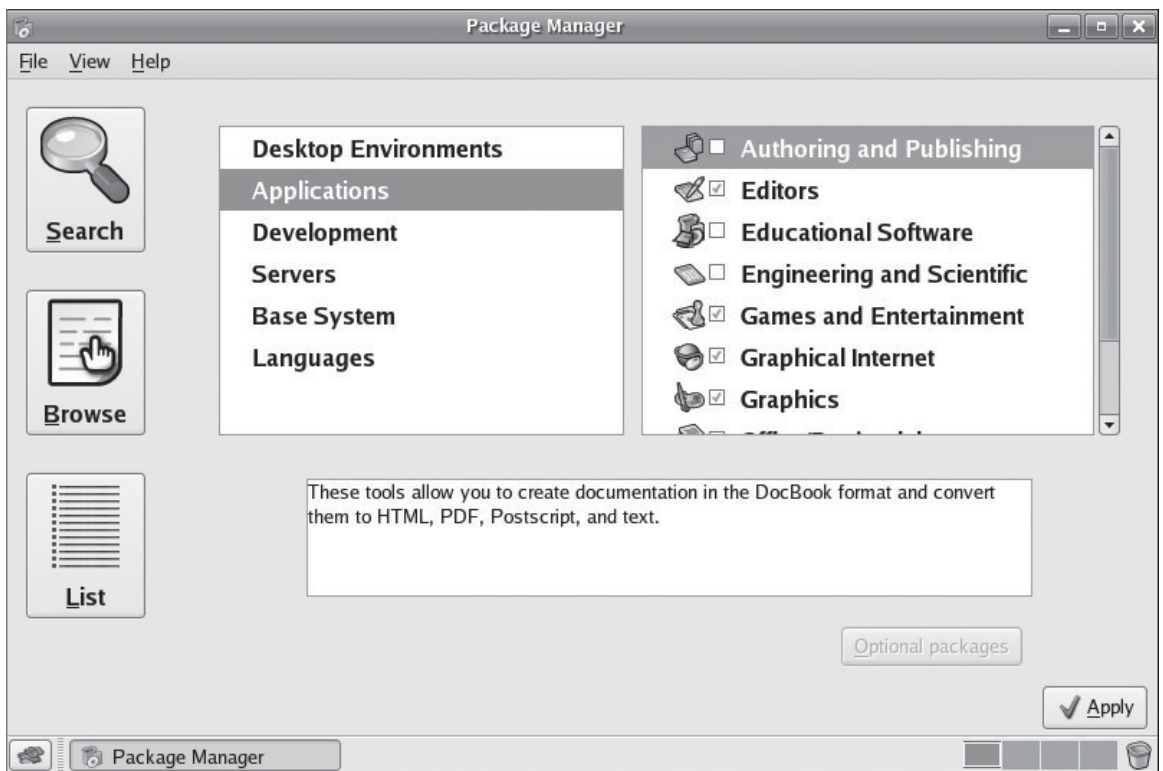 Package Manager
File View Help
Search
Browse
List
Desktop Environments
Applications
Development
Servers
Base System
Languages
Authoring and Publishing
Editors
Educational Software
Engineering and Scientific
Games and Entertainment
Graphical Internet
Graphics
These tools allow you to create documentation in the DocBook format and convert
them to HTML, PDF, Postscript, and text.
Optional packages
Apply
Package Manager